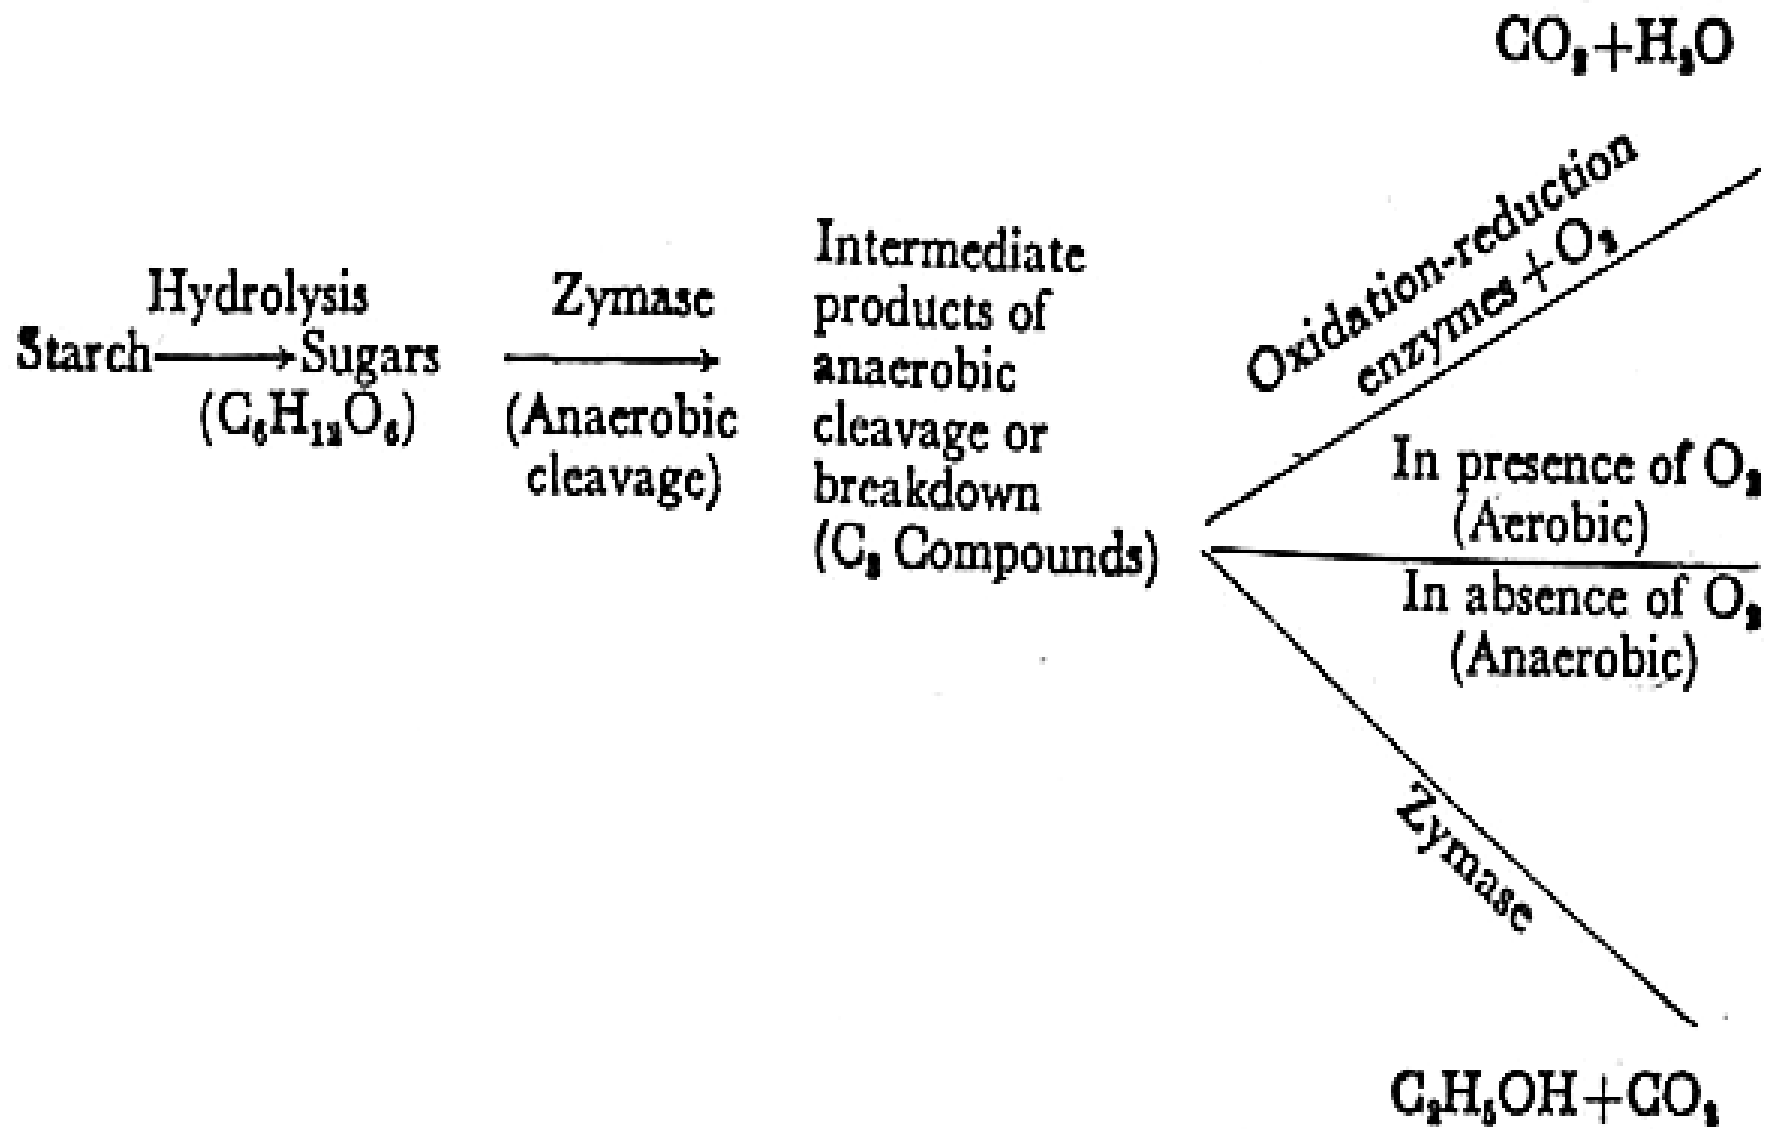 CO₂+H₂O
Oxidation-reduction
enzymes+O₂
Hydrolysis
Starch→Sugars
(C₆H₁₂O₆)
Zymase
(Anaerobic
cleavage)
Intermediate
products of
anaerobic
cleavage or
breakdown
(C₃ Compounds)
In presence of O₂
(Aerobic)
In absence of O₂
(Anaerobic)
Zymase
C₂H₅OH+CO₂